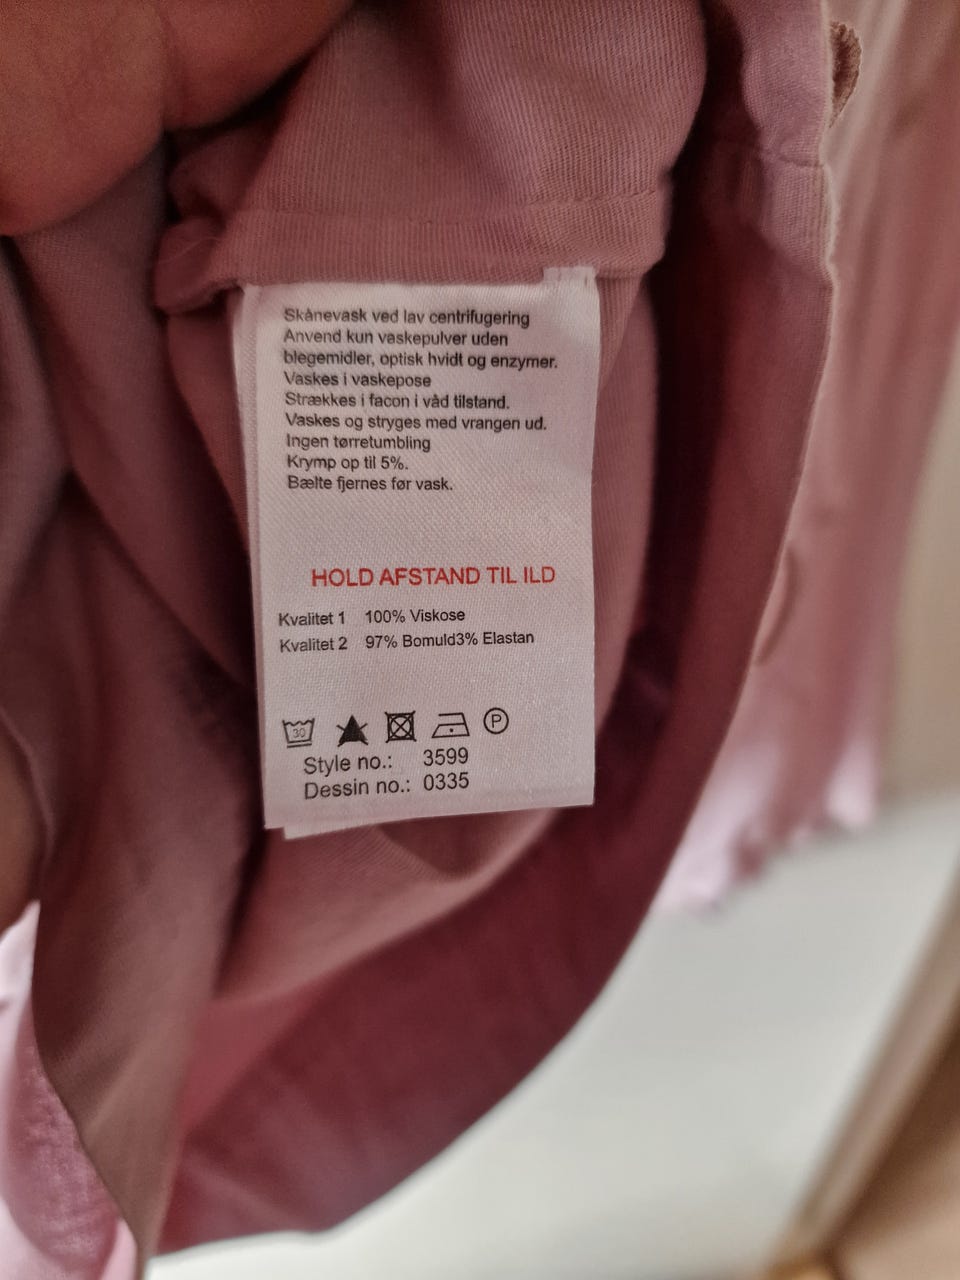 Skånevask ved lav centrifugering
Anvend kun vaskepulver uden
blegemidler, optisk hvidt og enzymer.
Vaskes i vaskepose
Strækkes i facon i våd tilstand.
Vaskes og stryges med vrangen ud.
Ingen tørretumbling
Krymp op til 5%.
Bælte fjernes før vask.
HOLD AFSTAND TIL ILD
Kvalitet 1 100% Viskose
Kvalitet 2 97% Bomuld3% Elastan
30 P
Style no.: 3599
Dessin no.: 0335